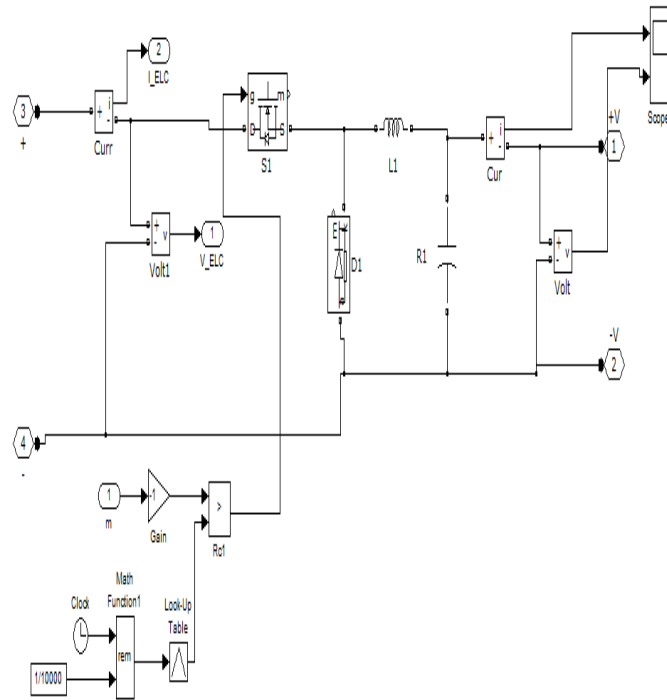 2
I_ELC
3
+
+
-
i
Curr
g
m
D
S
S1
L1
+
-
i
Cur
Scope
+V
1
+
-
v
Volt1
1
V_ELC
E
K
D1
R1
+
-
v
Volt
-V
2
4
-
1
m
-1
Gain
>
Rc1
Math
Function1
Clock
rem
Look-Up
Table
1/10000